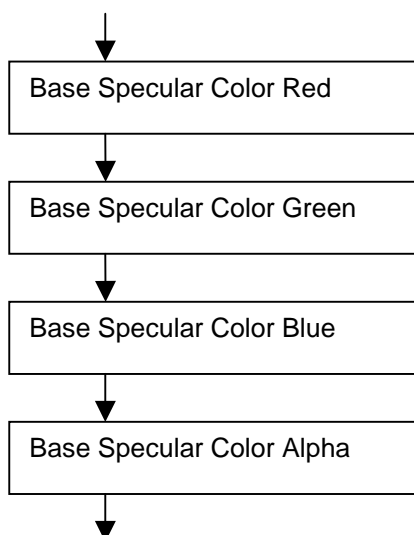 Base Specular Color Red
Base Specular Color Green
Base Specular Color Blue
Base Specular Color Alpha